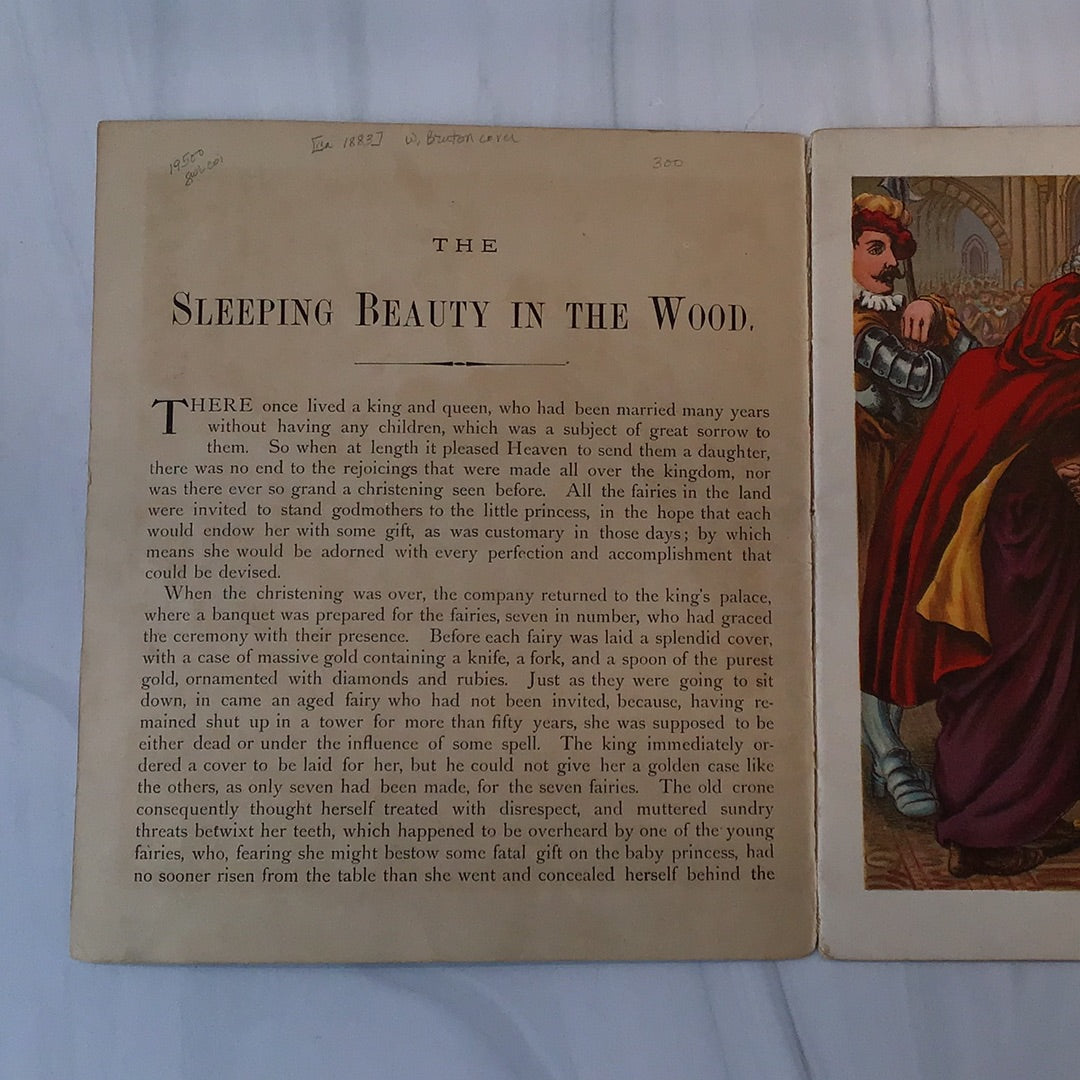 [ca 1883] W. Bruton cover
19500
300
THE
SLEEPING BEAUTY IN THE WOOD.
THERE once lived a king and queen, who had been married many years
without having any children, which was a subject of great sorrow to
them. So when at length it pleased Heaven to send them a daughter,
there was no end to the rejoicings that were made all over the kingdom, nor
was there ever so grand a christening seen before. All the fairies in the land
were invited to stand godmothers to the little princess, in the hope that each
would endow her with some gift, as was customary in those days; by which
means she would be adorned with every perfection and accomplishment that
could be devised.
When the christening was over, the company returned to the king's palace,
where a banquet was prepared for the fairies, seven in number, who had graced
the ceremony with their presence. Before each fairy was laid a splendid cover,
with a case of massive gold containing a knife, a fork, and a spoon of the purest
gold, ornamented with diamonds and rubies. Just as they were going to sit
down, in came an aged fairy who had not been invited, because, having re-
mained shut up in a tower for more than fifty years, she was supposed to be
either dead or under the influence of some spell. The king immediately or-
dered a cover to be laid for her, but he could not give her a golden case like
the others, as only seven had been made, for the seven fairies. The old crone
consequently thought herself treated with disrespect, and muttered sundry
threats betwixt her teeth, which happened to be overheard by one of the young
fairies, who, fearing she might bestow some fatal gift on the baby princess, had
no sooner risen from the table than she went and concealed herself behind the